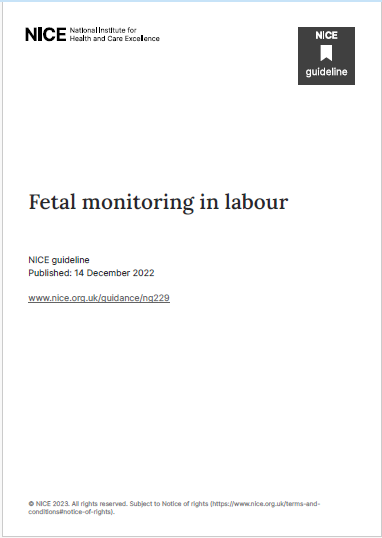 NICE National Institute for
Health and Care Excellence
NICE
guideline
Fetal monitoring in labour
NICE guideline
Published: 14 December 2022
www.nice.org.uk/guidance/ng229
© NICE 2023. All rights reserved. Subject to Notice of rights (https://www.nice.org.uk/terms-and-
conditions#notice-of-rights).